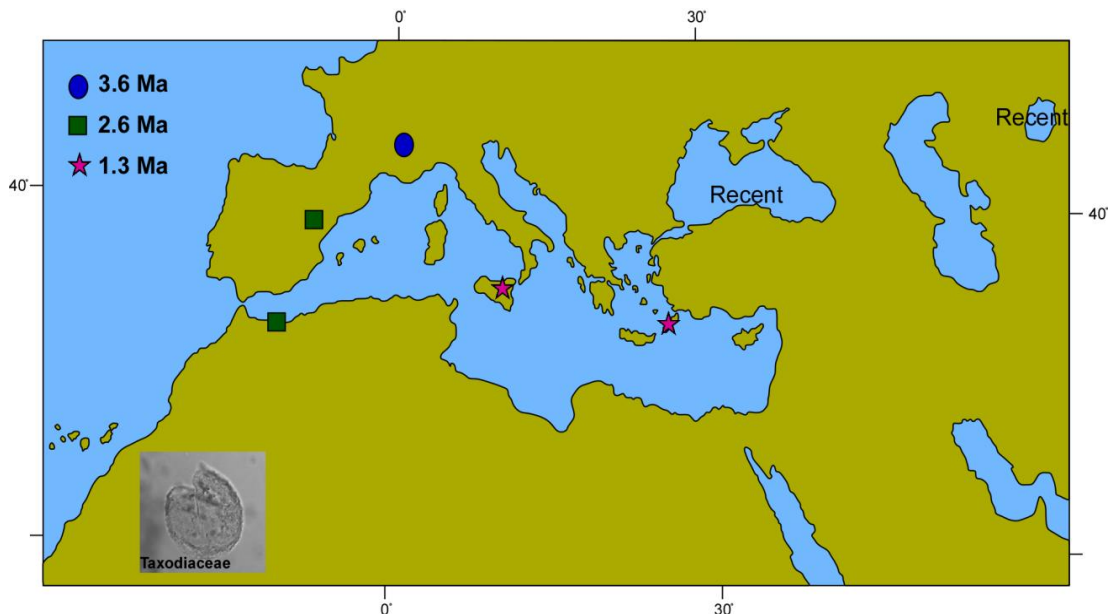 0° 30°
3.6 Ma
2.6 Ma
1.3 Ma
Recent
Recent
40°
40°
Taxodiaceae
0° 30°